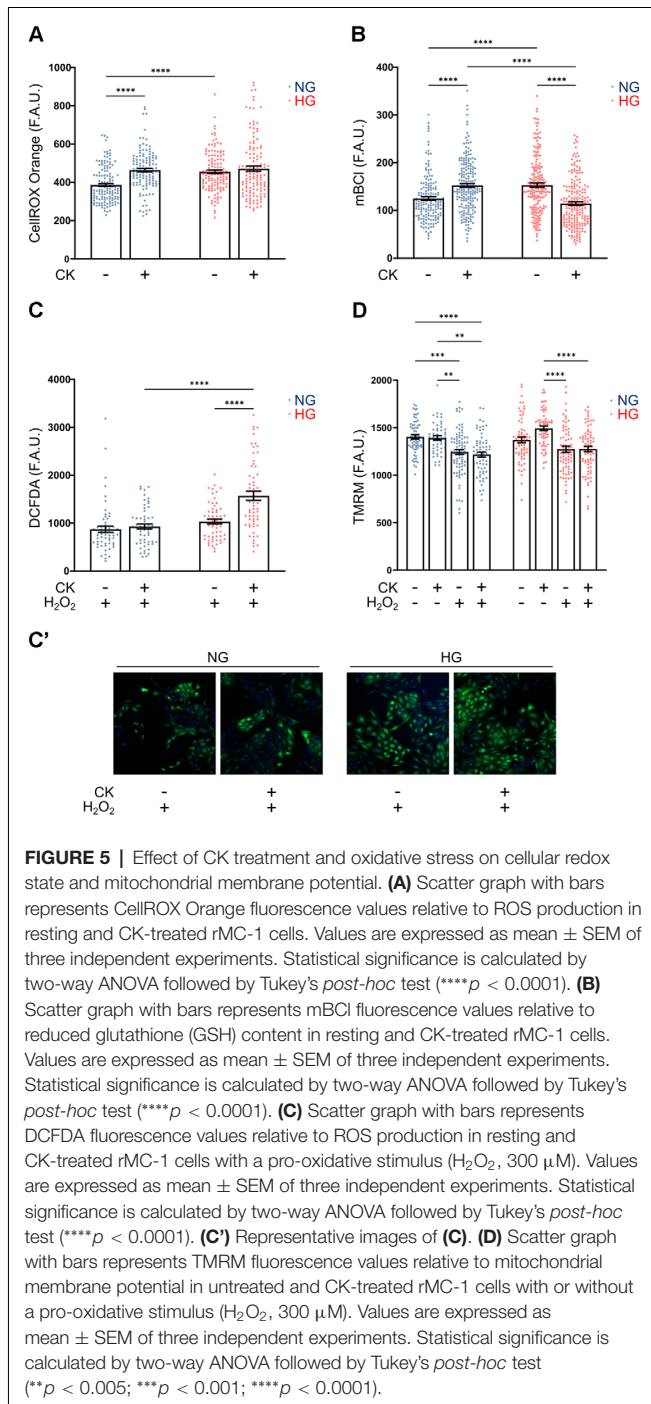 A
****
****
NG
HG
CellROX Orange (F.A.U.)
1000
800
600
400
200
0
CK - + - +
B
****
****
****
****
NG
HG
mBCl (F.A.U.)
400
300
200
100
0
CK - + - +
C
****
****
NG
HG
DCFDA (F.A.U.)
4000
3000
2000
1000
0
CK - + - +
H₂O₂ + + + +
D
****
**
***
**
****
****
NG
HG
TMRM (F.A.U.)
2000
1500
1000
500
0
CK - + - + - + - +
H₂O₂ - - + + - - + +
C'
NG HG
CK - + - +
H₂O₂ + + + +
FIGURE 5 | Effect of CK treatment and oxidative stress on cellular redox
state and mitochondrial membrane potential. (A) Scatter graph with bars
represents CellROX Orange fluorescence values relative to ROS production in
resting and CK-treated rMC-1 cells. Values are expressed as mean ± SEM of
three independent experiments. Statistical significance is calculated by
two-way ANOVA followed by Tukey's post-hoc test (****p < 0.0001). (B)
Scatter graph with bars represents mBCl fluorescence values relative to
reduced glutathione (GSH) content in resting and CK-treated rMC-1 cells.
Values are expressed as mean ± SEM of three independent experiments.
Statistical significance is calculated by two-way ANOVA followed by Tukey's
post-hoc test (****p < 0.0001). (C) Scatter graph with bars represents
DCFDA fluorescence values relative to ROS production in resting and
CK-treated rMC-1 cells with a pro-oxidative stimulus (H₂O₂, 300 μM). Values
are expressed as mean ± SEM of three independent experiments. Statistical
significance is calculated by two-way ANOVA followed by Tukey's post-hoc
test (****p < 0.0001). (C') Representative images of (C). (D) Scatter graph
with bars represents TMRM fluorescence values relative to mitochondrial
membrane potential in untreated and CK-treated rMC-1 cells with or without
a pro-oxidative stimulus (H₂O₂, 300 μM). Values are expressed as
mean ± SEM of three independent experiments. Statistical significance is
calculated by two-way ANOVA followed by Tukey's post-hoc test
(**p < 0.005; ***p < 0.001; ****p < 0.0001).